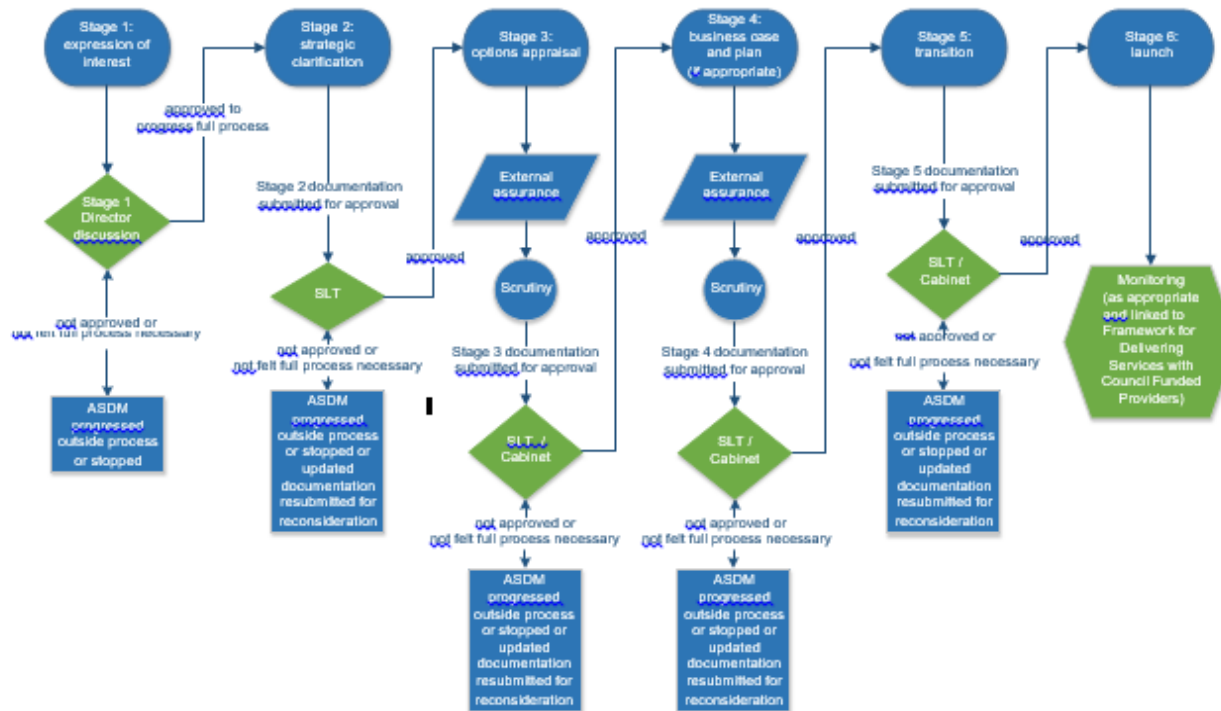 Stage 1:
expression of
interest
approved to
progress full process
Stage 1
Director
discussion
not approved or
not felt full process necessary
ASDM
progressed
outside process
or stopped
Stage 2:
strategic
clarification
Stage 2 documentation
submitted for approval
SLT
approved
not approved or
not felt full process necessary
ASDM
progressed
outside process
or stopped or
updated
documentation
resubmitted for
reconsideration
Stage 3:
options appraisal
External
assurance
Scrutiny
Stage 3 documentation
submitted for approval
SLT /
Cabinet
approved
not approved or
not felt full process necessary
ASDM
progressed
outside process
or stopped or
updated
documentation
resubmitted for
reconsideration
Stage 4:
business case
and plan
(if appropriate)
External
assurance
Scrutiny
Stage 4 documentation
submitted for approval
SLT /
Cabinet
approved
not approved or
not felt full process necessary
ASDM
progressed
outside process
or stopped or
updated
documentation
resubmitted for
reconsideration
Stage 5:
transition
Stage 5 documentation
submitted for approval
SLT /
Cabinet
approved
not approved or
not felt full process necessary
ASDM
progressed
outside process
or stopped or
updated
documentation
resubmitted for
reconsideration
Stage 6:
launch
Monitoring
(as appropriate
and linked to
Framework for
Delivering
Services with
Council Funded
Providers)